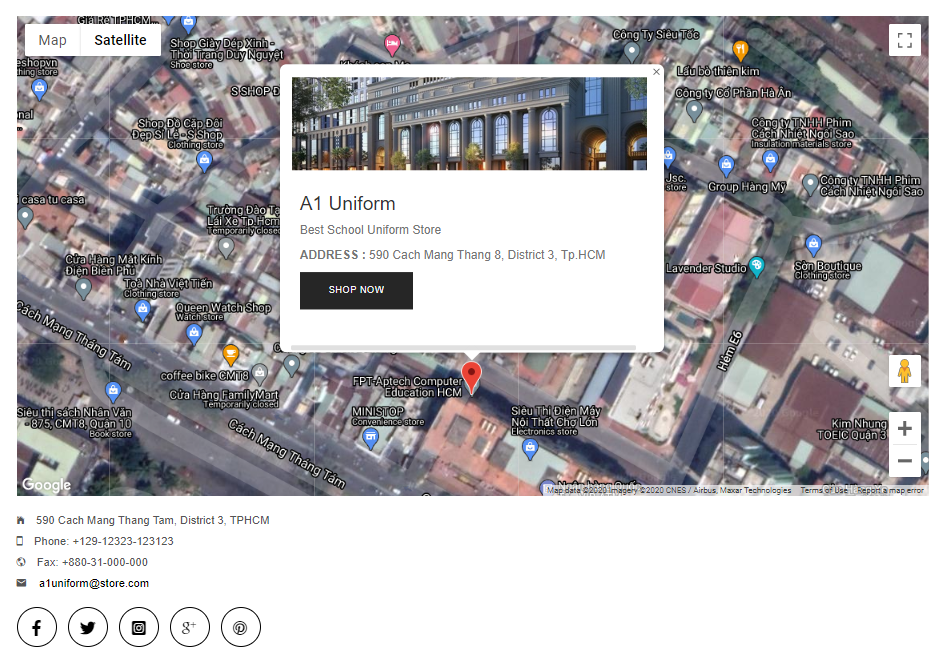 Giá Rẻ TPHCM...
Map
Satellite
Shop Giày Dép Xinh -
Thời Trang Duy Nguyệt
Shoe store
Công Ty Siêu Tốc
Lẩu bò thiên kim
Công ty Cổ Phần Hà Ân
eshopvn
thing store
S SHOP D
Shop Đồ Cặp Đôi
Đẹp Sỉ Lẻ - S Shop
Clothing store
Công ty TNHH Phim
Cách Nhiệt Ngôi Sao
Insulation materials store
A1 Uniform
Best School Uniform Store
ADDRESS : 590 Cach Mang Thang 8, District 3, Tp.HCM
SHOP NOW
Jsc.
store
Group Hàng Mỹ
Công ty TNHH Phim
Cách Nhiệt Ngôi Sao
i casa tu casa
Trường Đào Tạ
Lái Xe Tp.Hcm
Temporarily closed
Cửa Hàng Mắt Kính
Điện Biên Phủ
Toà Nhà Việt Tiến
Clothing store
Queen Watch Shop
Watch store
Lavender Studio
Sơn Boutique
Clothing store
Cách Mạng Tháng Tám
Hẻm E6
coffee bike CMT8
Cửa Hàng FamilyMart
Temporarily closed
FPT-Aptech Computer
Education HCM
MINISTOP
Convenience store
Siêu Thị Điện Máy
Nội Thất Chợ Lớn
Electronics store
Siêu thị sách Nhân Văn
- 875, CMT8, Quận 10
Book store
Cách Mạng Tháng Tám
Kim Nhung
TOEIC Quận 3
Google
Map data ©2020 Imagery ©2020 CNES / Airbus, Maxar Technologies
Terms of Use
Report a map error
590 Cach Mang Thang Tam, District 3, TPHCM
Phone: +129-12323-123123
Fax: +880-31-000-000
a1uniform@store.com